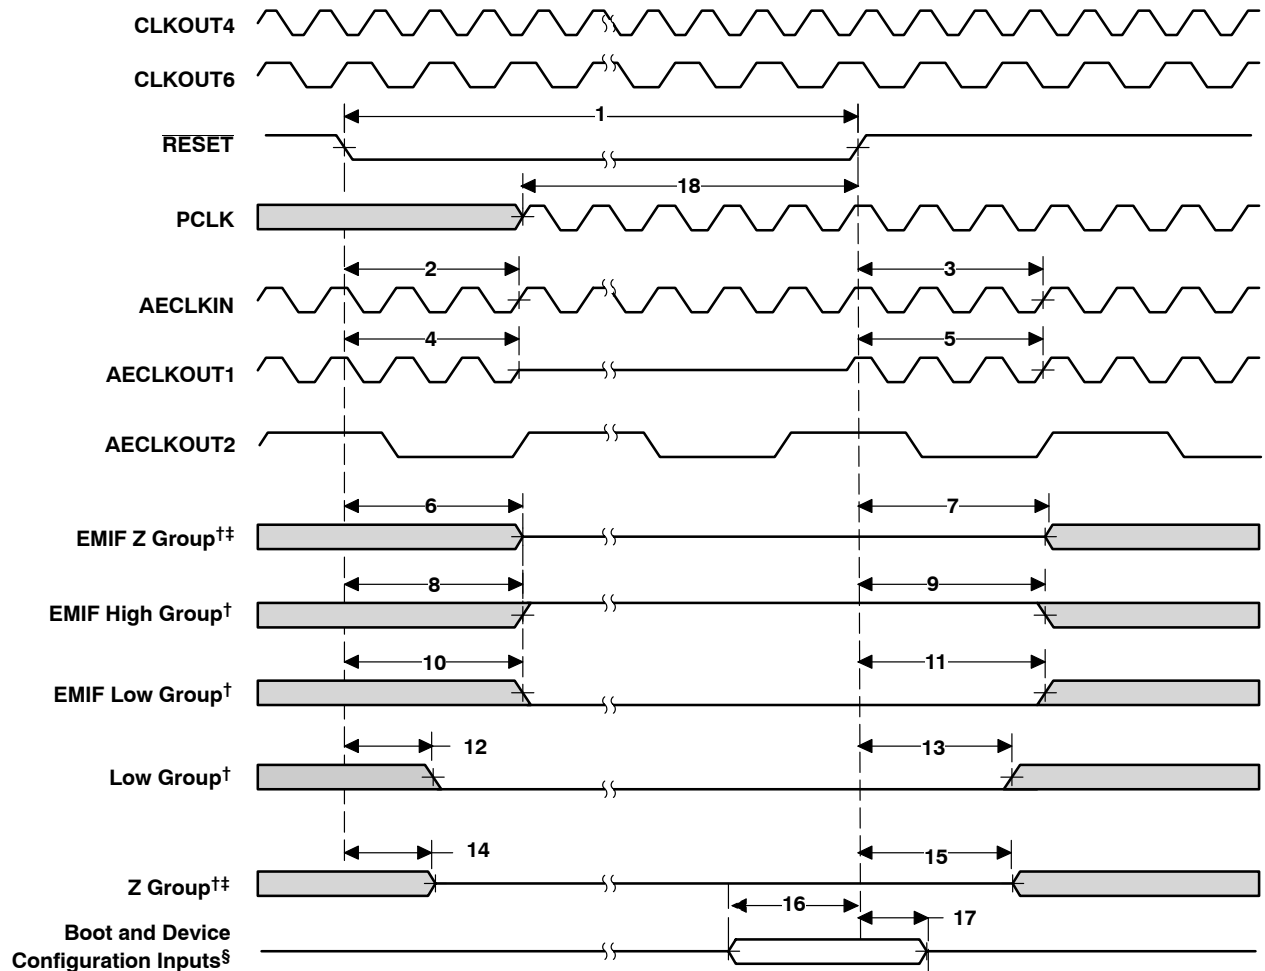 CLKOUT4
CLKOUT6
1
RESET
18
PCLK
2
3
AECLKIN
4
5
AECLKOUT1
AECLKOUT2
6
7
EMIF Z Group†‡
8
9
EMIF High Group†
10
11
EMIF Low Group†
12
13
Low Group†
14
15
Z Group†‡
16
17
Boot and Device
Configuration Inputs§